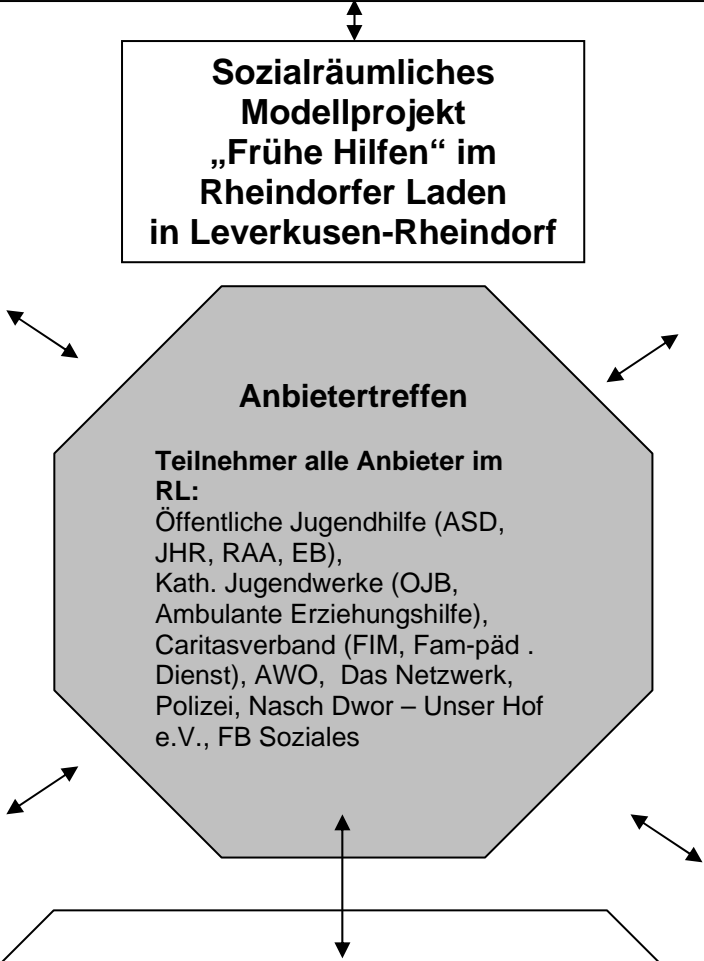 Sozialräumliches
Modellprojekt
„Frühe Hilfen“ im
Rheindorfer Laden
in Leverkusen-Rheindorf
Anbietertreffen
Teilnehmer alle Anbieter im
RL:
Öffentliche Jugendhilfe (ASD,
JHR, RAA, EB),
Kath. Jugendwerke (OJB,
Ambulante Erziehungshilfe),
Caritasverband (FIM, Fam-päd .
Dienst), AWO,  Das Netzwerk,
Polizei, Nasch Dwor – Unser Hof
e.V., FB Soziales